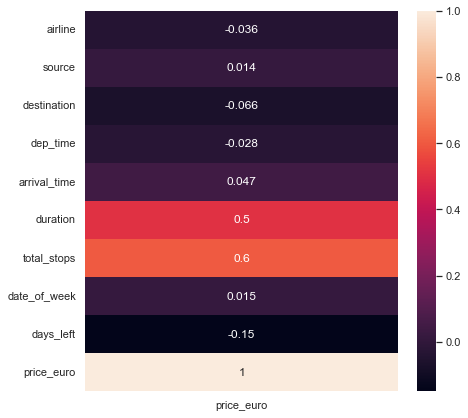 airline -0.036
source 0.014
destination -0.066
dep_time -0.028
arrival_time 0.047
duration 0.5
total_stops 0.6
date_of_week 0.015
days_left -0.15
price_euro 1
price_euro
1.0
0.8
0.6
0.4
0.2
0.0